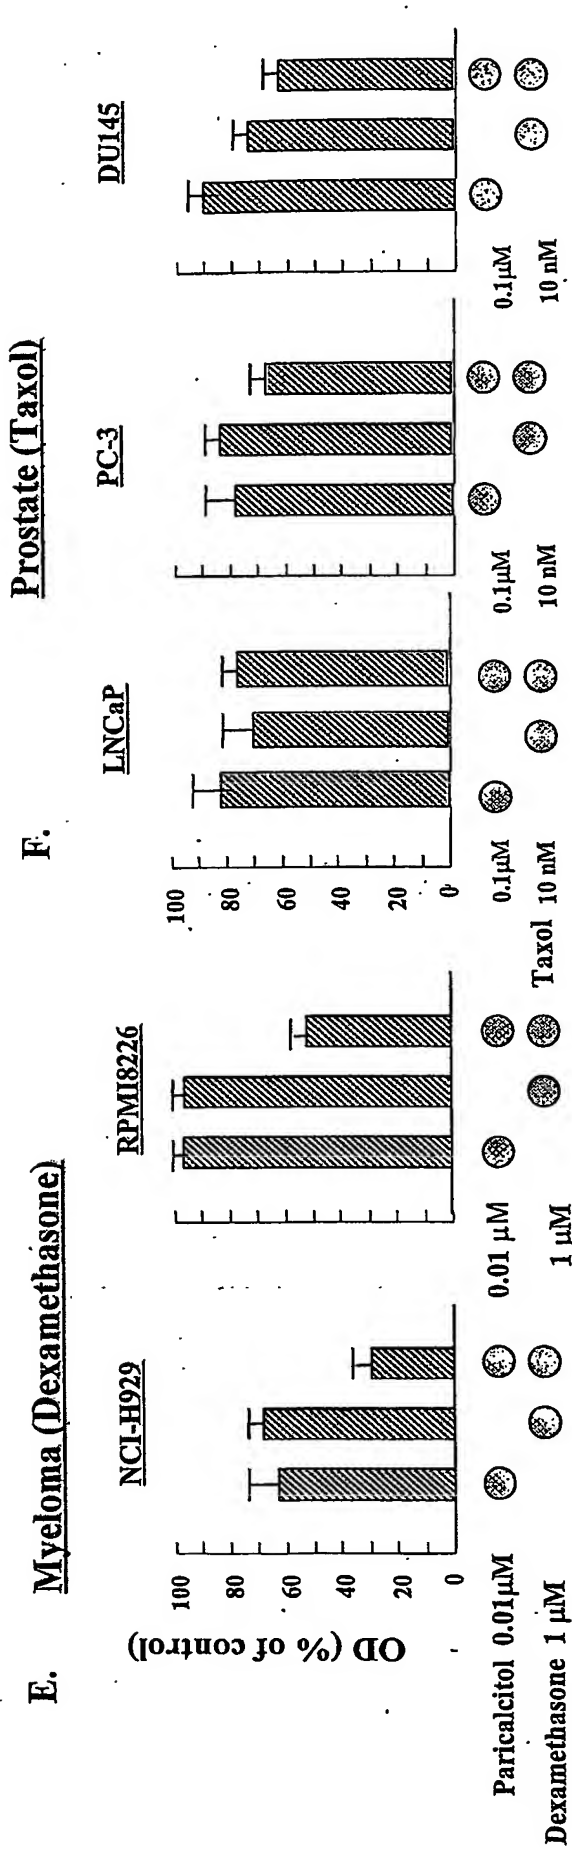 E. Myeloma (Dexamethasone)
NCI-H929
RPMI8226
OD (% of control)
100
80
60
40
20
0
Paricalcitol 0.01µM
0.01 µM
Dexamethasone 1 µM
1 µM
F. Prostate (Taxol)
LNCaP
PC-3
DU145
100
80
60
40
20
0
0.1µM
0.1µM
0.1µM
Taxol 10 nM
10 nM
10 nM